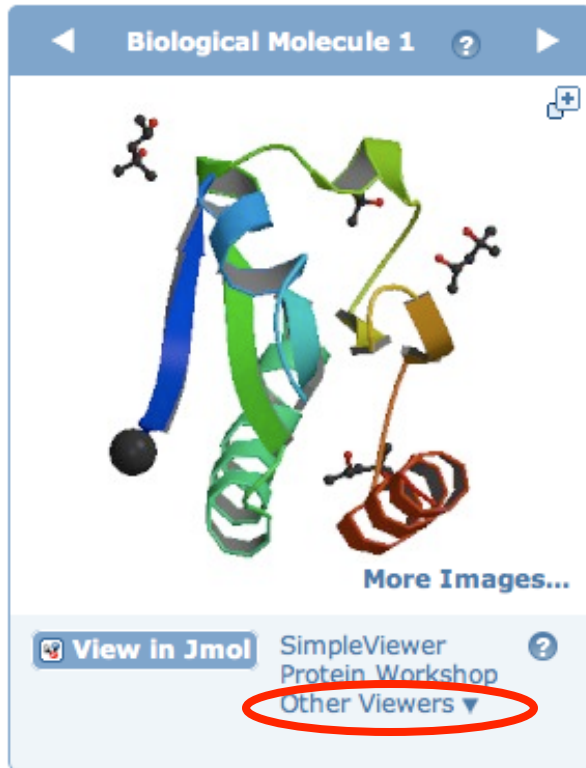 Biological Molecule 1 ?
More Images...
View in Jmol SimpleViewer ?
Protein Workshop
Other Viewers ▼